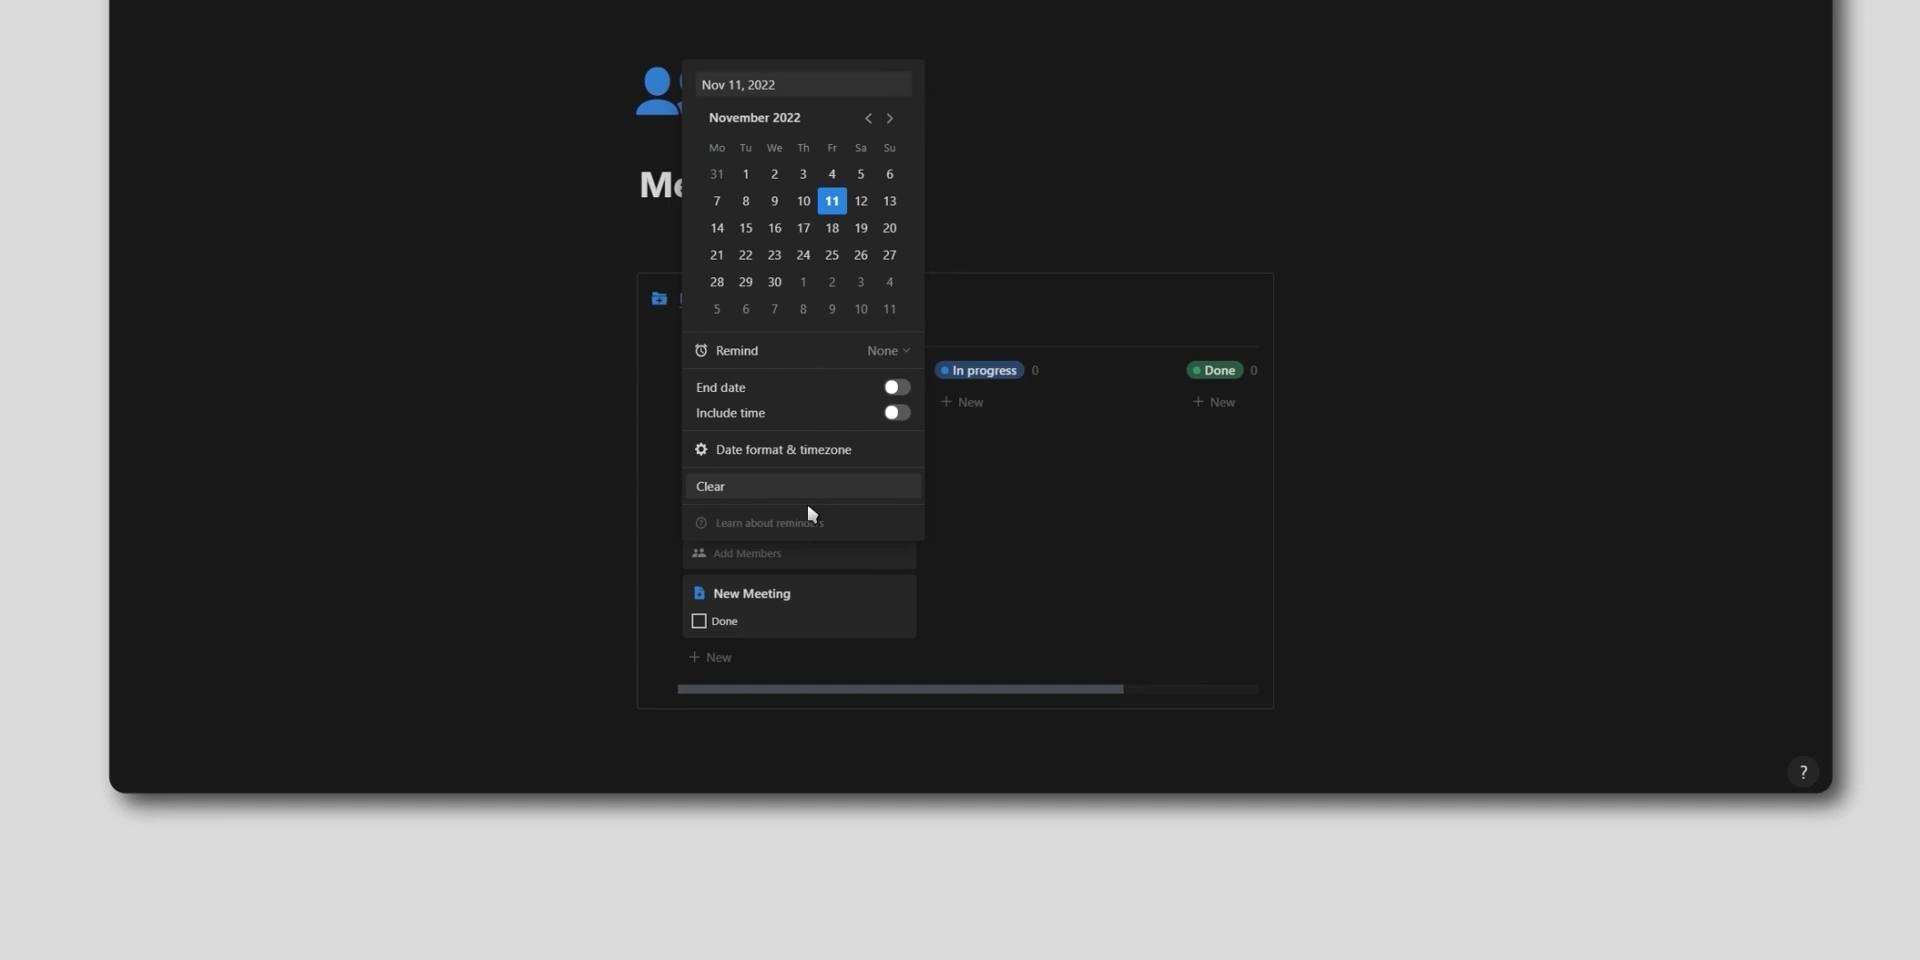 Nov 11, 2022
November 2022
Mo Tu We Th Fr Sa Su
31 1 2 3 4 5 6
7 8 9 10 11 12 13
14 15 16 17 18 19 20
21 22 23 24 25 26 27
28 29 30 1 2 3 4
5 6 7 8 9 10 11
Remind None
End date
Include time
Date format & timezone
Clear
Learn about reminders
Add Members
New Meeting
Done
+ New
In progress 0
+ New
Done 0
+ New
?